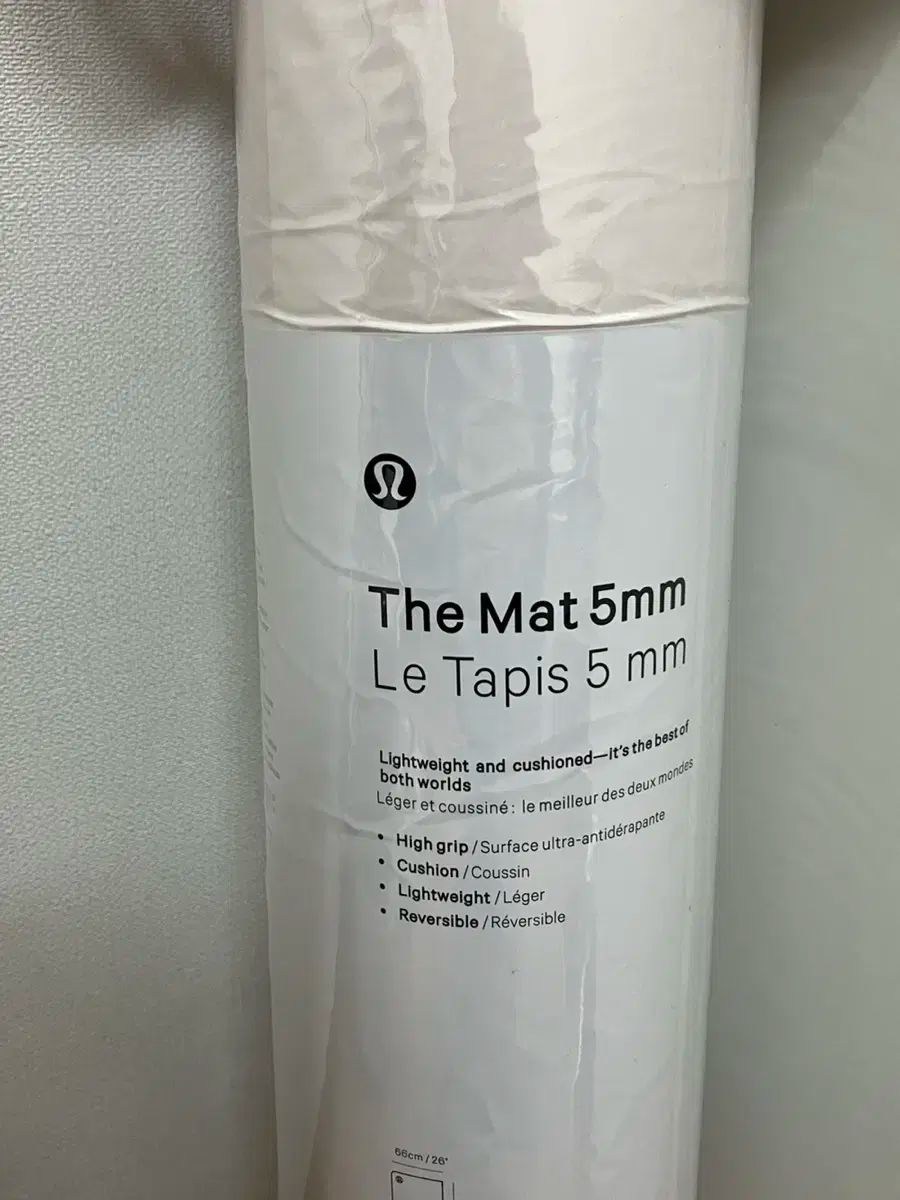 The Mat 5mm
Le Tapis 5 mm
Lightweight and cushioned—it's the best of
both worlds
Léger et coussiné : le meilleur des deux mondes
• High grip / Surface ultra-antidérapante
• Cushion / Coussin
• Lightweight / Léger
• Reversible / Réversible
66cm / 26"